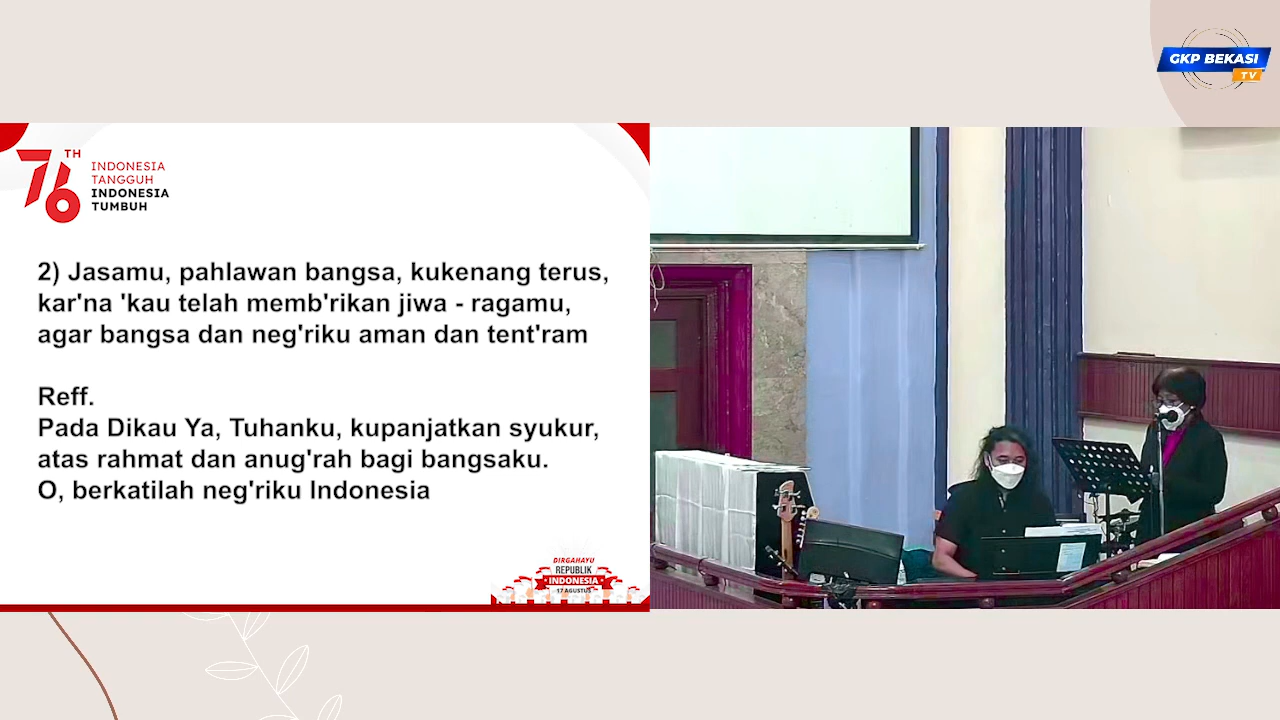 GKP BEKASI
TV
76 TH
INDONESIA
TANGGUH
INDONESIA
TUMBUH
2) Jasamu, pahlawan bangsa, kukenang terus,
kar'na 'kau telah memb'rikan jiwa - ragamu,
agar bangsa dan neg'riku aman dan tent'ram
Reff.
Pada Dikau Ya, Tuhanku, kupanjatkan syukur,
atas rahmat dan anug'rah bagi bangsaku.
O, berkatilah neg'riku Indonesia
DIRGAHAYU
REPUBLIK
INDONESIA
17 AGUSTUS